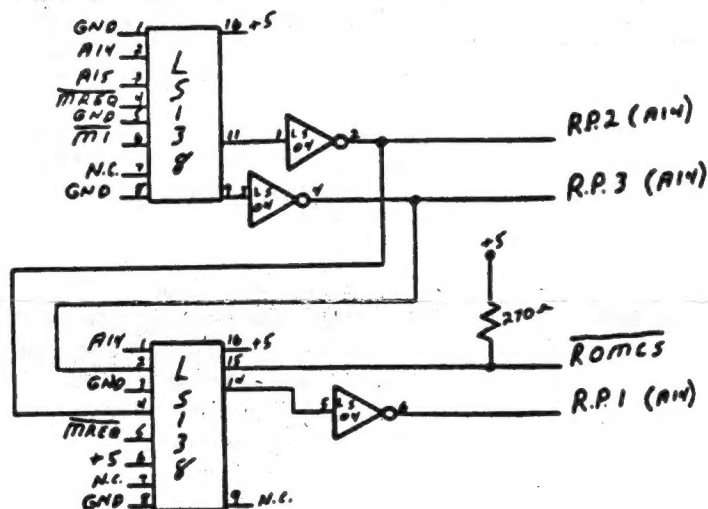 GND 1 16 +5
A14 2 L
A15 3 S
MREQ 4 1
GND 5 3
M1 6 8 11 1 LS 2 R.P.2 (A14)
04
N.C. 7
GND 8 9 3 LS 4 R.P.3 (A14)
04
+5
270Ω
A14 1 16 +5
2 L 15 ROMCS
GND 3 S 14
4 1 5 LS 6 R.P.1 (A14)
04
MREQ 5 3
+5 6 8
N.C. 7
GND 8 9 N.C.